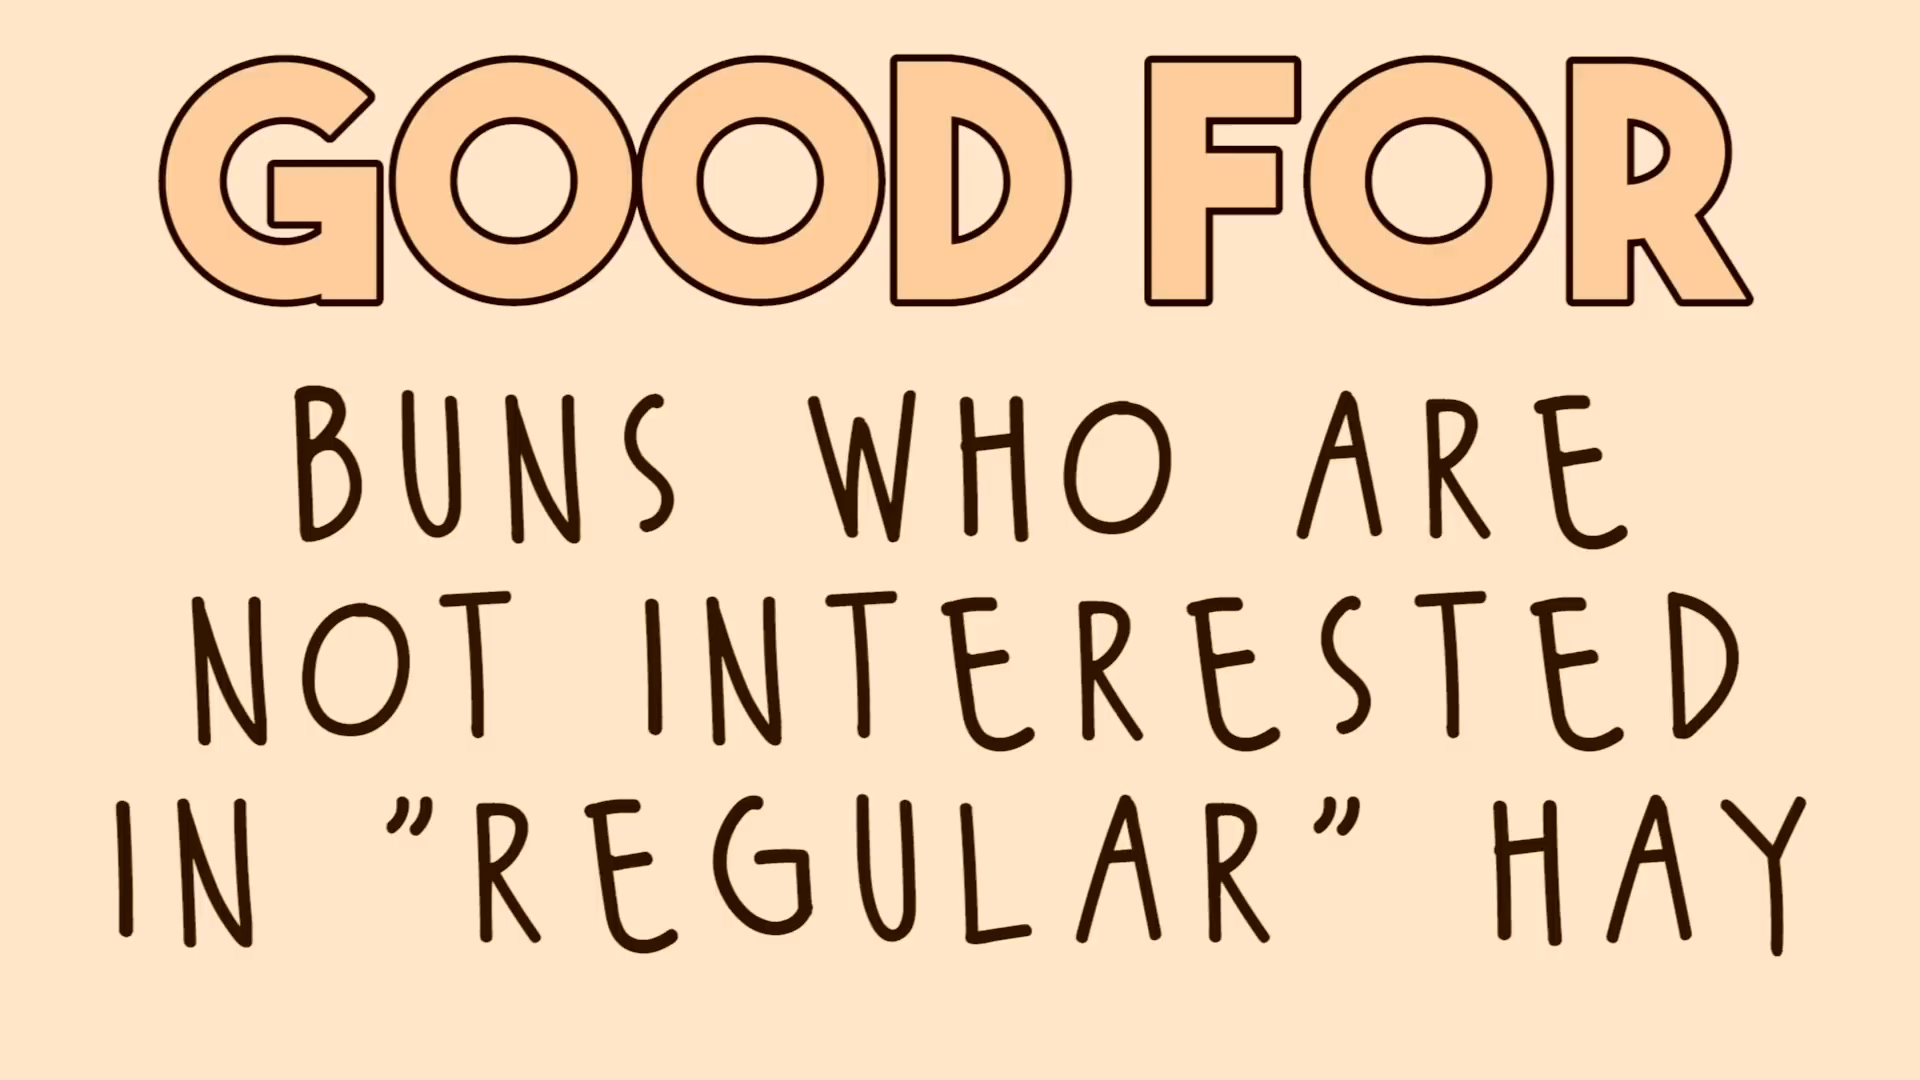 GOOD FOR
BUNS WHO ARE
NOT INTERESTED
IN ”REGULAR” HAY